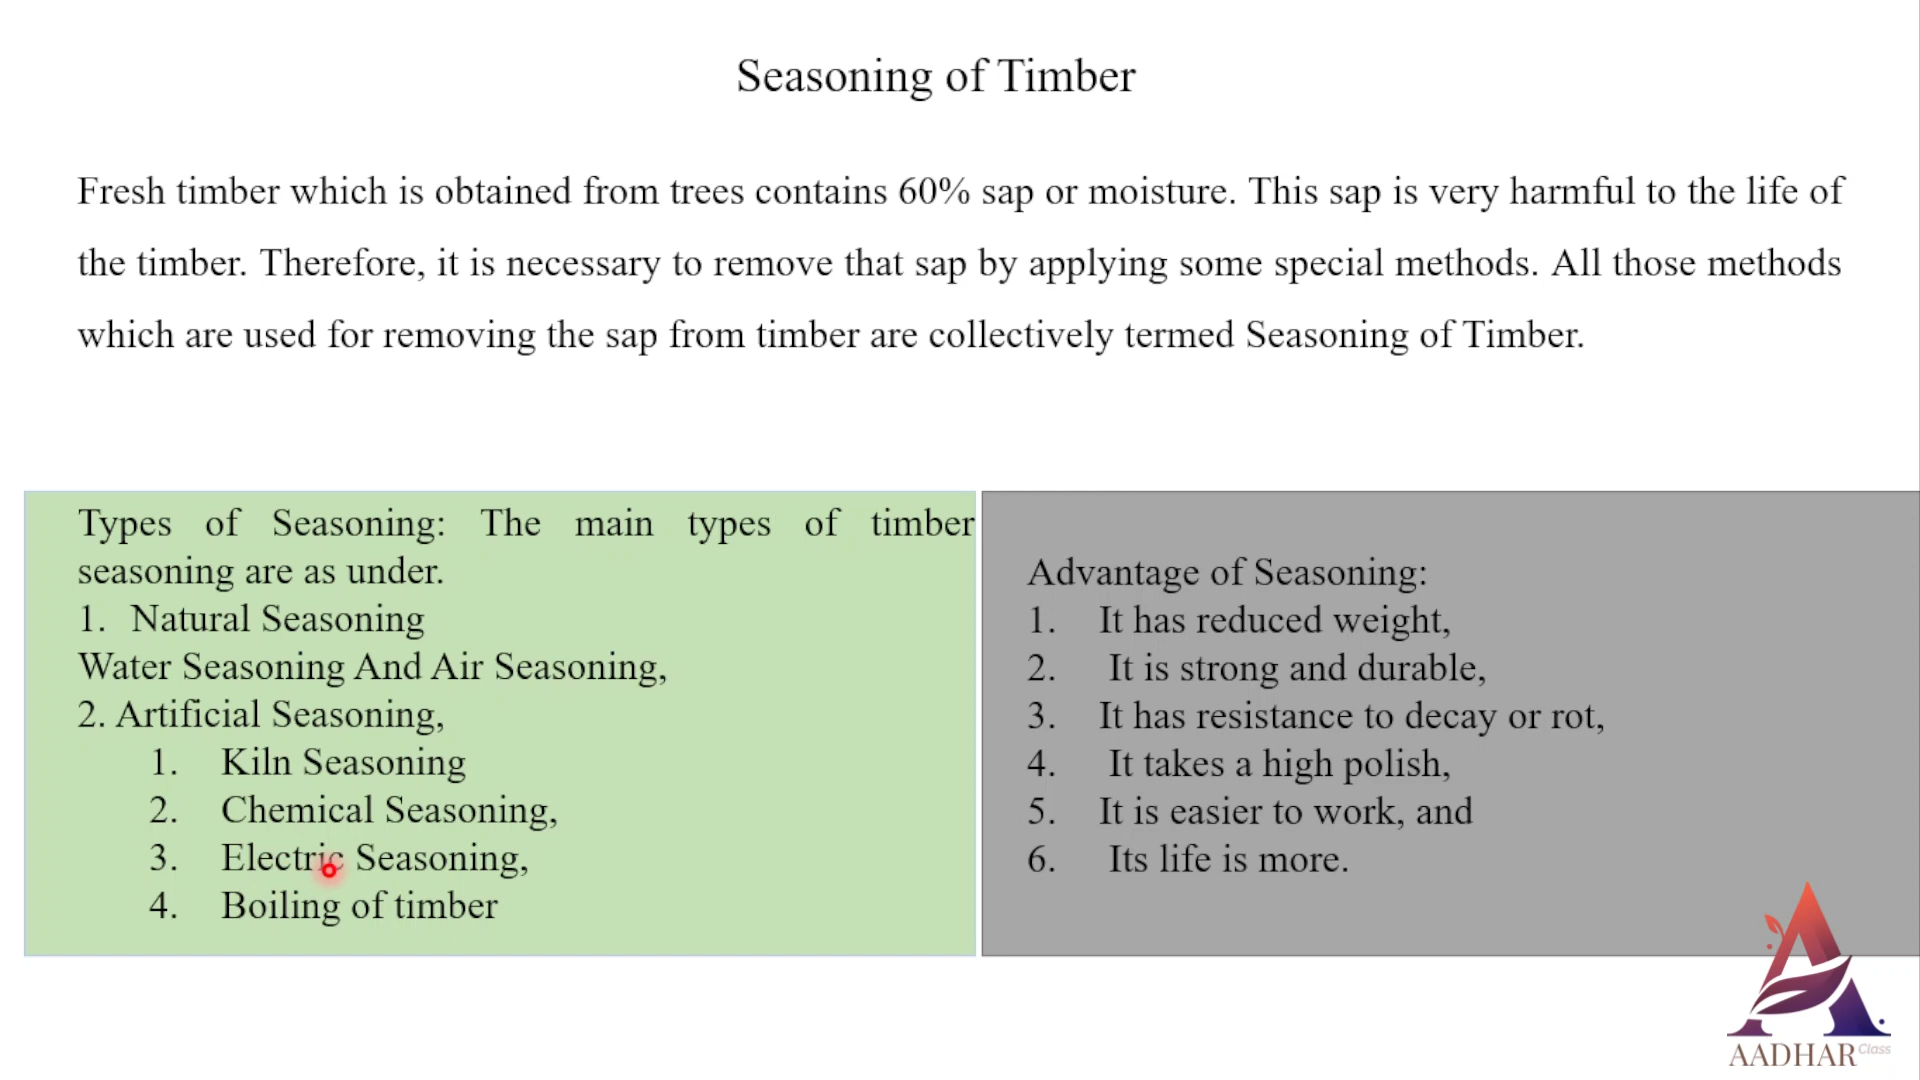 Seasoning of Timber
Fresh timber which is obtained from trees contains 60% sap or moisture. This sap is very harmful to the life of
the timber. Therefore, it is necessary to remove that sap by applying some special methods. All those methods
which are used for removing the sap from timber are collectively termed Seasoning of Timber.
Types of Seasoning: The main types of timber
seasoning are as under.
1. Natural Seasoning
Water Seasoning And Air Seasoning,
2. Artificial Seasoning,
1. Kiln Seasoning
2. Chemical Seasoning,
3. Electric Seasoning,
4. Boiling of timber
Advantage of Seasoning:
1. It has reduced weight,
2. It is strong and durable,
3. It has resistance to decay or rot,
4. It takes a high polish,
5. It is easier to work, and
6. Its life is more.
AADHAR Class